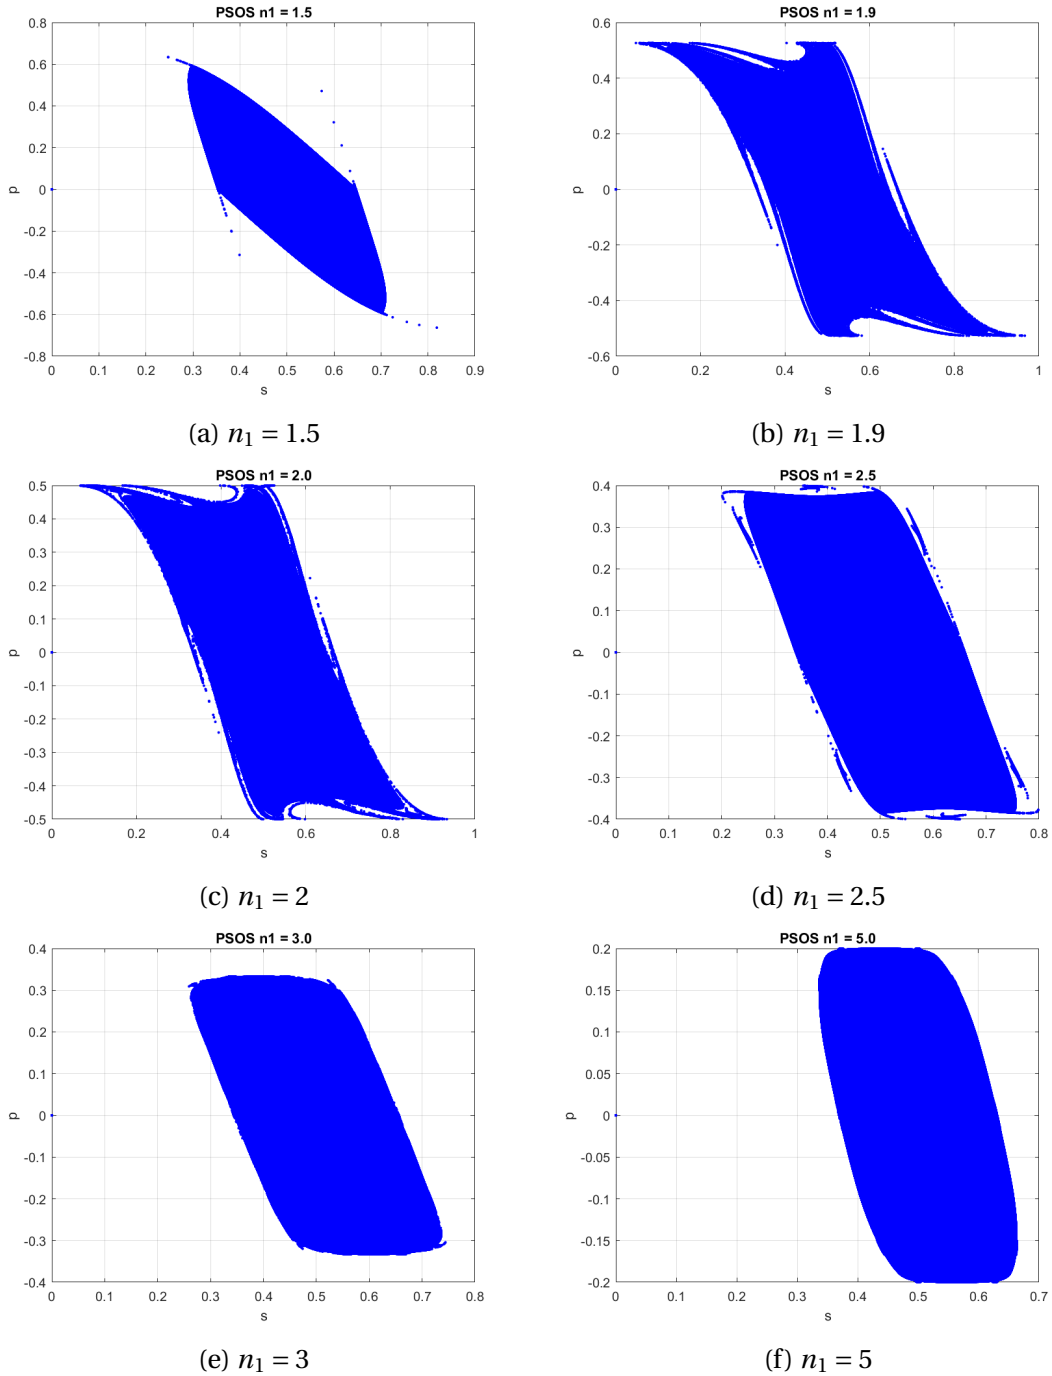 PSOS n1 = 1.5
0.8
0.6
0.4
0.2
0
-0.2
-0.4
-0.6
-0.8
p
0 0.1 0.2 0.3 0.4 0.5 0.6 0.7 0.8 0.9
s
(a) n₁ = 1.5
PSOS n1 = 1.9
0.6
0.4
0.2
0
-0.2
-0.4
-0.6
p
0 0.2 0.4 0.6 0.8 1
s
(b) n₁ = 1.9
PSOS n1 = 2.0
0.5
0.4
0.3
0.2
0.1
0
-0.1
-0.2
-0.3
-0.4
-0.5
p
0 0.2 0.4 0.6 0.8 1
s
(c) n₁ = 2
PSOS n1 = 2.5
0.4
0.3
0.2
0.1
0
-0.1
-0.2
-0.3
-0.4
p
0 0.1 0.2 0.3 0.4 0.5 0.6 0.7 0.8
s
(d) n₁ = 2.5
PSOS n1 = 3.0
0.4
0.3
0.2
0.1
0
-0.1
-0.2
-0.3
-0.4
p
0 0.1 0.2 0.3 0.4 0.5 0.6 0.7 0.8
s
(e) n₁ = 3
PSOS n1 = 5.0
0.2
0.15
0.1
0.05
0
-0.05
-0.1
-0.15
-0.2
p
0 0.1 0.2 0.3 0.4 0.5 0.6 0.7
s
(f) n₁ = 5